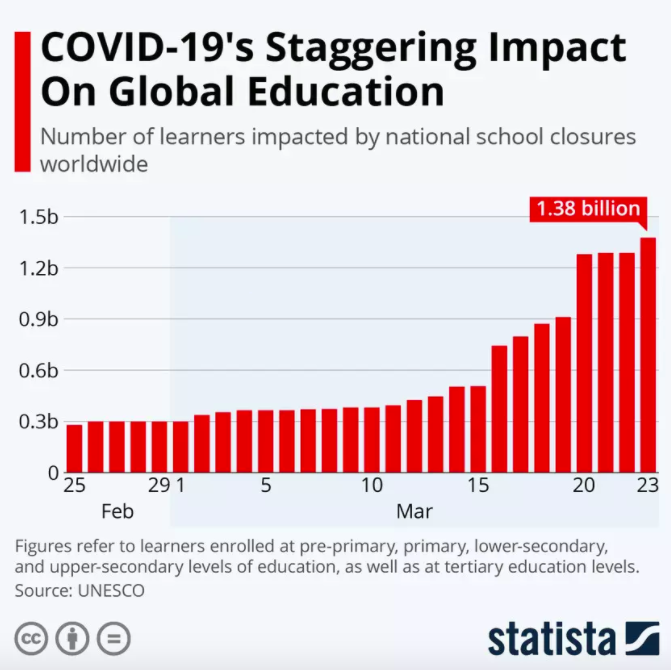 COVID-19's Staggering Impact
On Global Education
Number of learners impacted by national school closures
worldwide
1.38 billion
1.5b
1.2b
0.9b
0.6b
0.3b
0
25 29 1 5 10 15 20 23
Feb Mar
Figures refer to learners enrolled at pre-primary, primary, lower-secondary,
and upper-secondary levels of education, as well as at tertiary education levels.
Source: UNESCO
cc = statista